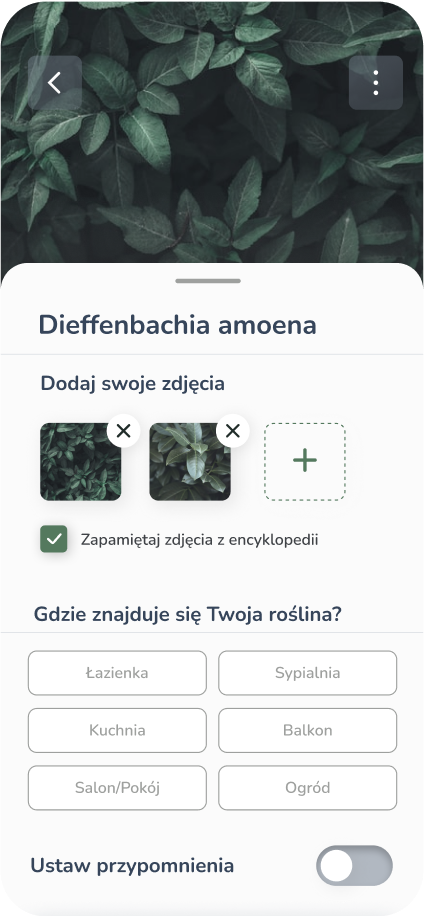 Dieffenbachia amoena
Dodaj swoje zdjęcia
Zapamiętaj zdjęcia z encyklopedii
Gdzie znajduje się Twoja roślina?
Łazienka
Sypialnia
Kuchnia
Balkon
Salon/Pokój
Ogród
Ustaw przypomnienia